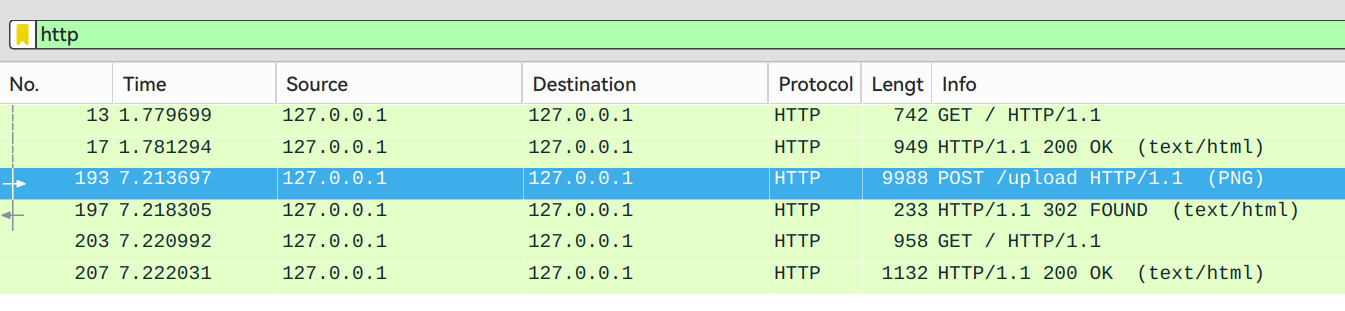 http
No. Time Source Destination Protocol Lengt Info
13 1.779699 127.0.0.1 127.0.0.1 HTTP 742 GET / HTTP/1.1
17 1.781294 127.0.0.1 127.0.0.1 HTTP 949 HTTP/1.1 200 OK (text/html)
193 7.213697 127.0.0.1 127.0.0.1 HTTP 9988 POST /upload HTTP/1.1 (PNG)
197 7.218305 127.0.0.1 127.0.0.1 HTTP 233 HTTP/1.1 302 FOUND (text/html)
203 7.220992 127.0.0.1 127.0.0.1 HTTP 958 GET / HTTP/1.1
207 7.222031 127.0.0.1 127.0.0.1 HTTP 1132 HTTP/1.1 200 OK (text/html)